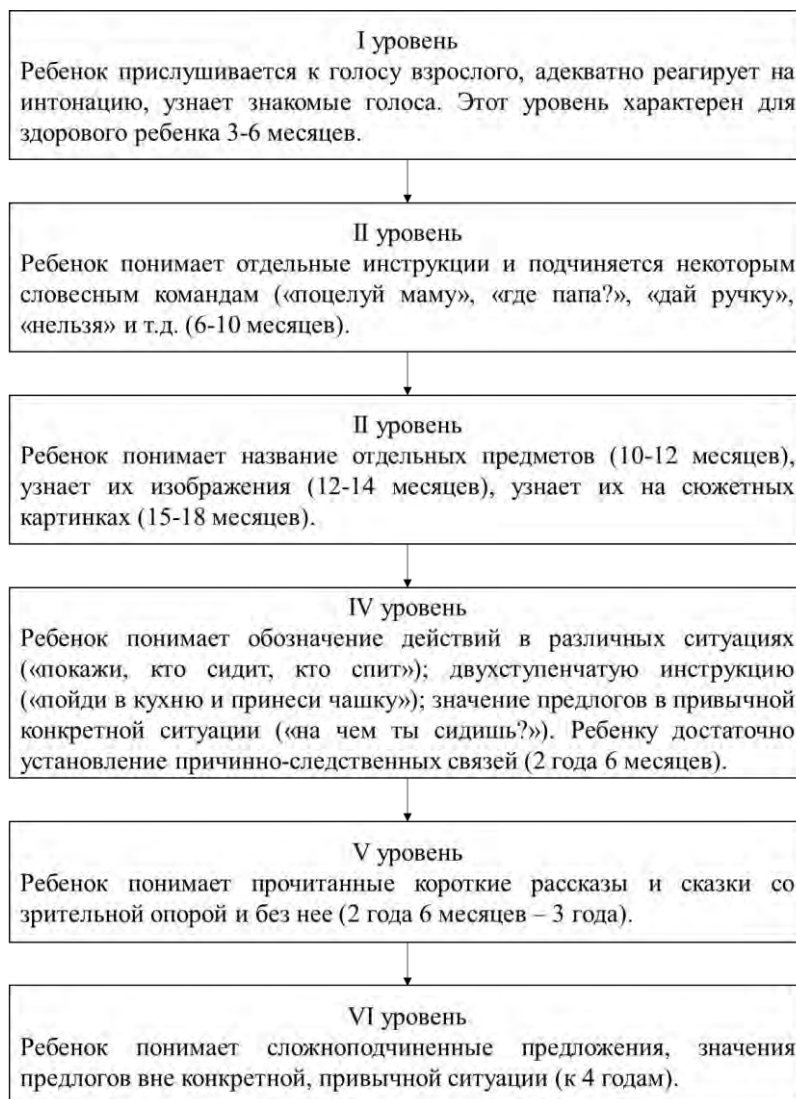 I уровень
Ребенок прислушивается к голосу взрослого, адекватно реагирует на
интонацию, узнает знакомые голоса. Этот уровень характерен для
здорового ребенка 3-6 месяцев.
II уровень
Ребенок понимает отдельные инструкции и подчиняется некоторым
словесным командам («поцелуй маму», «где папа?», «дай ручку»,
«нельзя» и т.д. (6-10 месяцев).
II уровень
Ребенок понимает название отдельных предметов (10-12 месяцев),
узнает их изображения (12-14 месяцев), узнает их на сюжетных
картинках (15-18 месяцев).
IV уровень
Ребенок понимает обозначение действий в различных ситуациях
(«покажи, кто сидит, кто спит»); двухступенчатую инструкцию
(«пойди в кухню и принеси чашку»); значение предлогов в привычной
конкретной ситуации («на чем ты сидишь?»). Ребенку достаточно
установление причинно-следственных связей (2 года 6 месяцев).
V уровень
Ребенок понимает прочитанные короткие рассказы и сказки со
зрительной опорой и без нее (2 года 6 месяцев – 3 года).
VI уровень
Ребенок понимает сложноподчиненные предложения, значения
предлогов вне конкретной, привычной ситуации (к 4 годам).